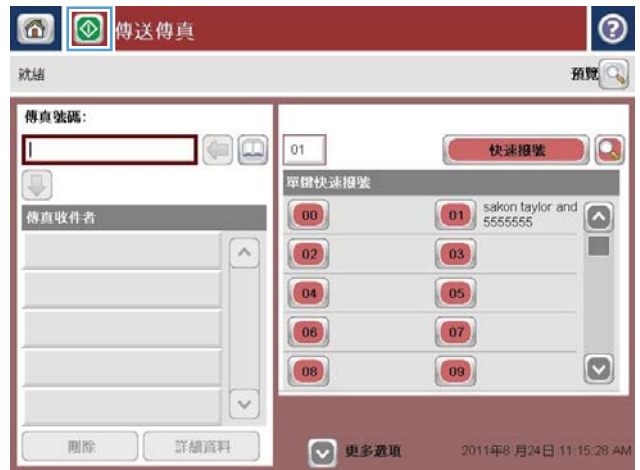 傳送傳真
就緒
預覽
傳真號碼:
傳真收件者
刪除
詳細資料
01
快速撥號
單鍵快速撥號
00
01 sakon taylor and
5555555
02
03
04
05
06
07
08
09
更多選項
2011年8 月24日 11:15:28 AM